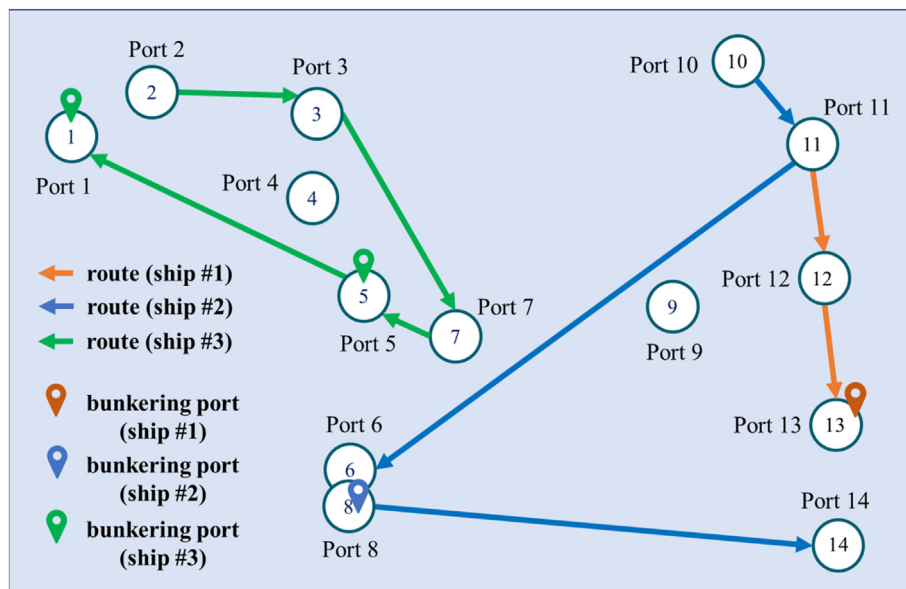 Port 2
2
Port 3
3
Port 10
10
Port 11
11
1
Port 1
Port 4
4
route (ship #1)
route (ship #2)
route (ship #3)
5
Port 5
Port 7
7
9
Port 9
Port 12
12
bunkering port
(ship #1)
bunkering port
(ship #2)
bunkering port
(ship #3)
Port 6
6
8
Port 8
Port 13
13
Port 14
14